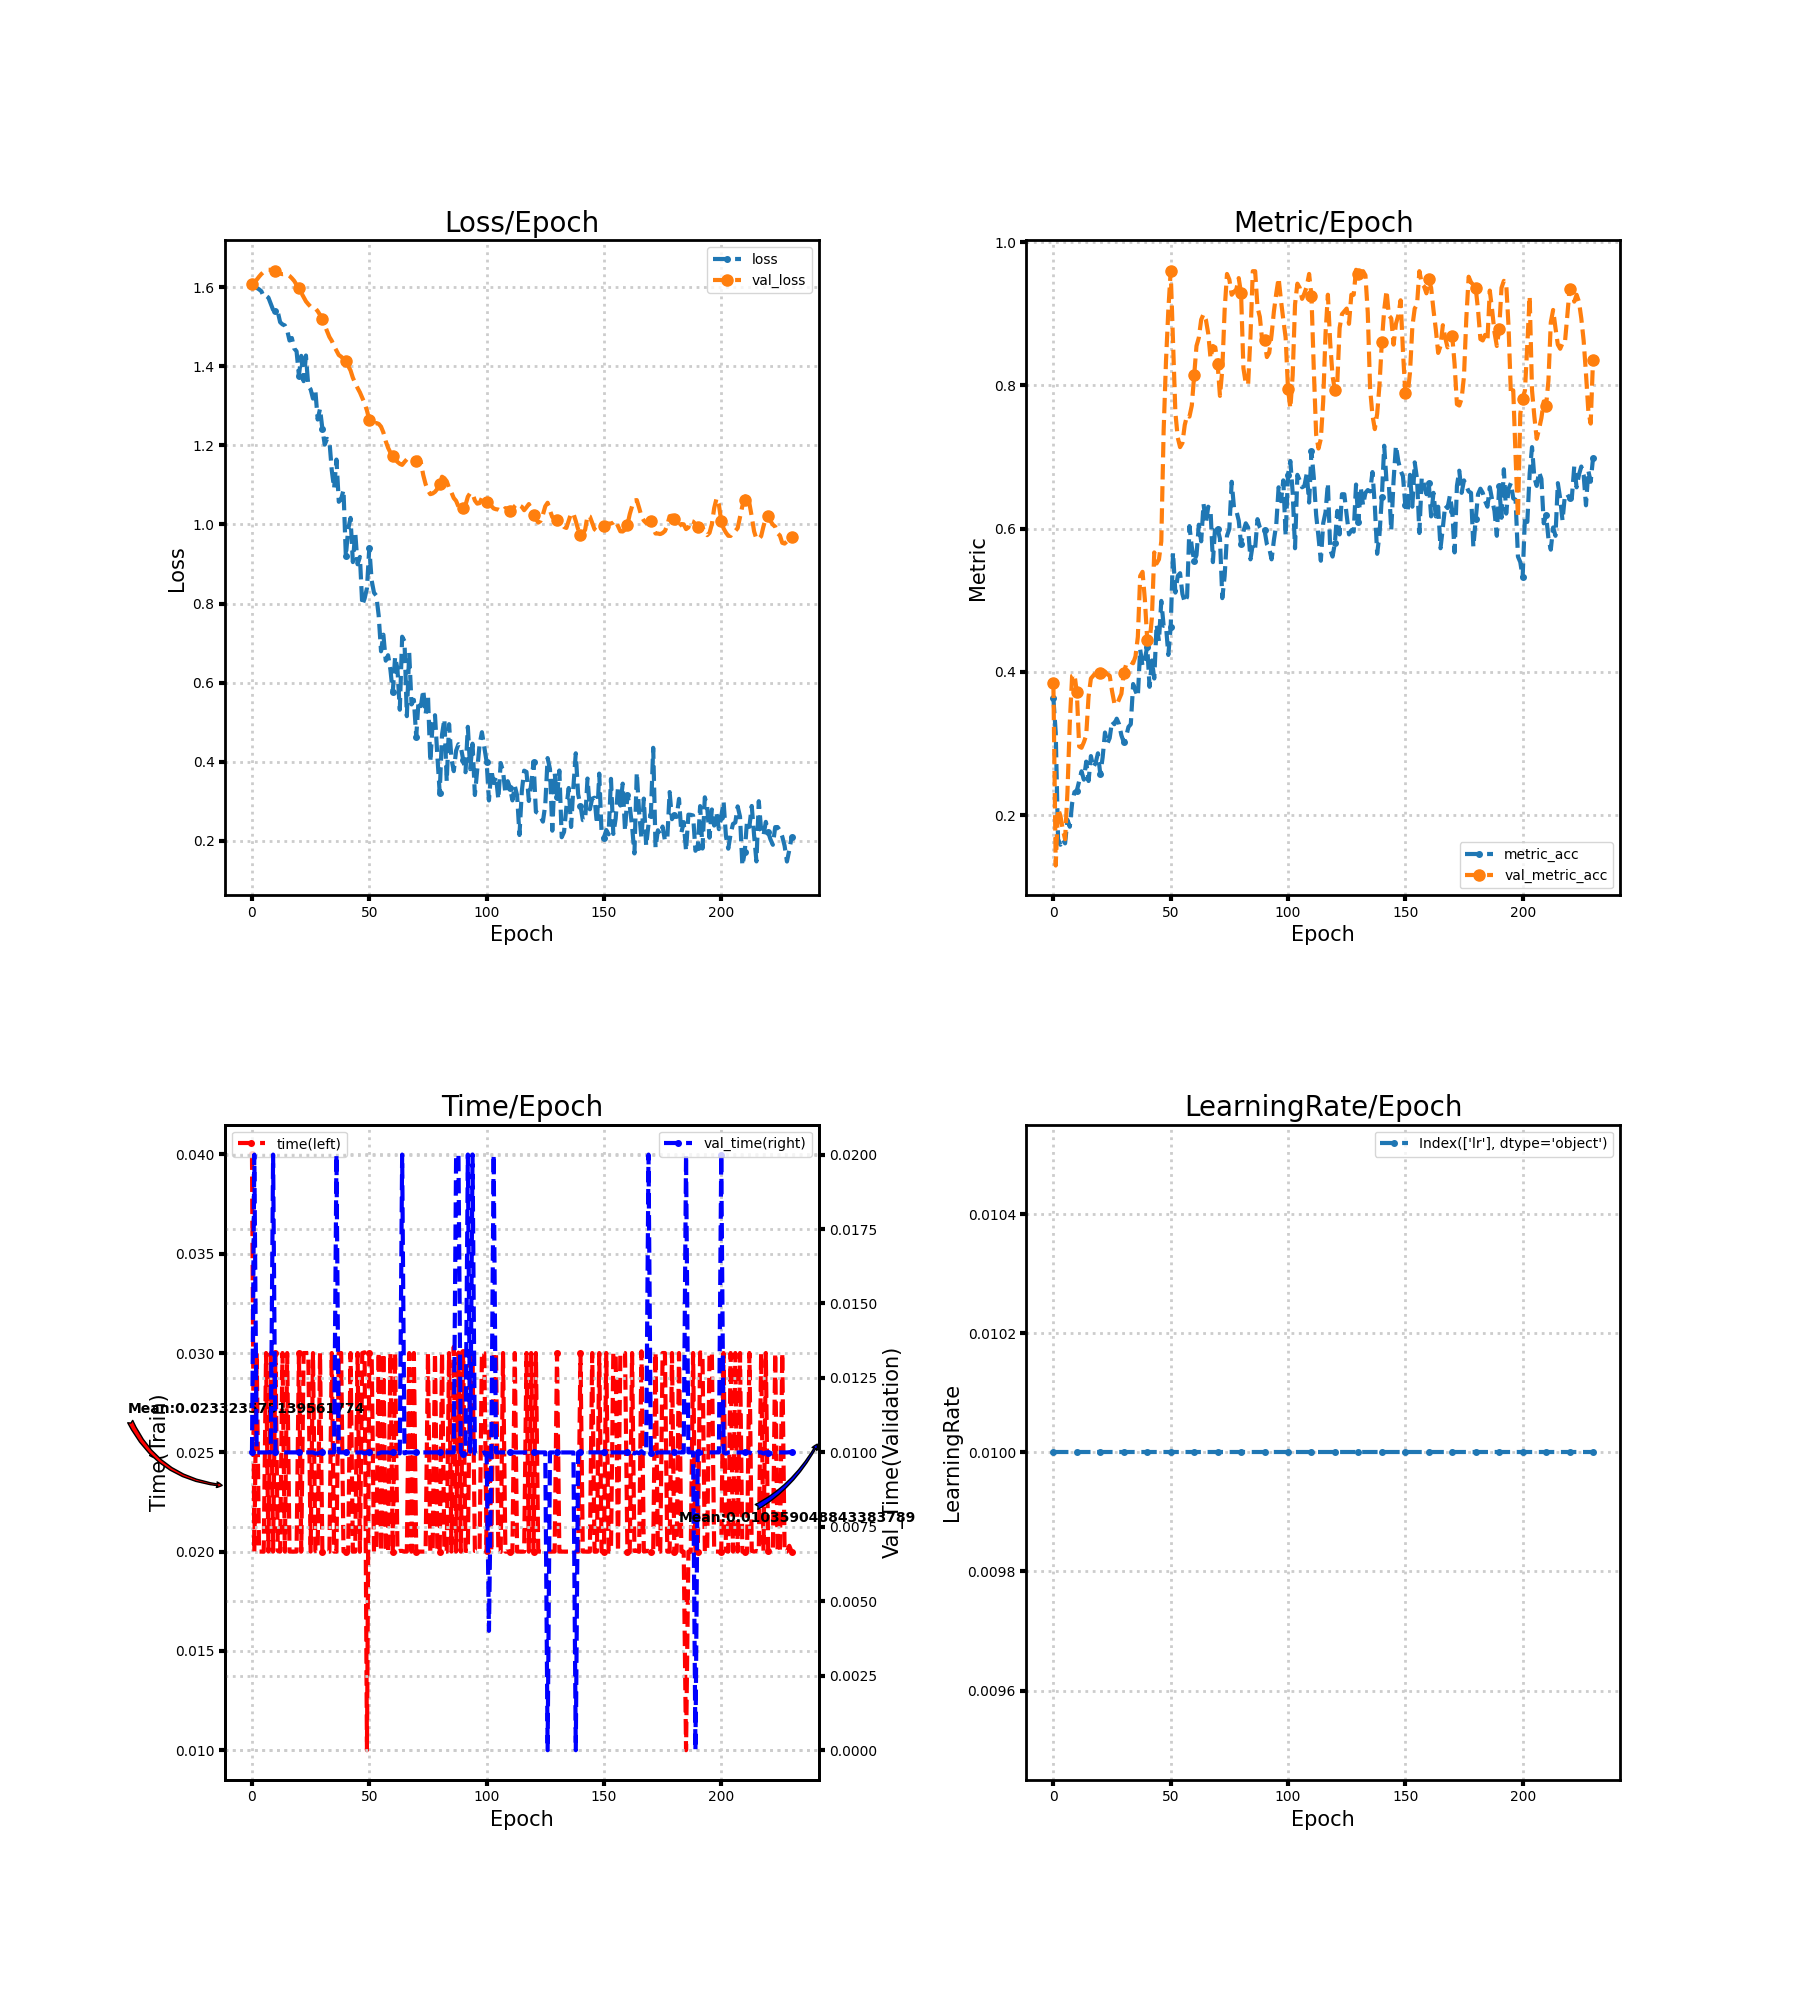 Loss/Epoch
loss
val_loss
1.6
1.4
1.2
1.0
0.8
0.6
0.4
0.2
Loss
0
50
100
150
200
Epoch
Metric/Epoch
1.0
0.8
0.6
0.4
0.2
Metric
metric_acc
val_metric_acc
0
50
100
150
200
Epoch
Time/Epoch
time(left)
val_time(right)
0.040
0.035
0.030
0.025
0.020
0.015
0.010
Time(Train)
0.0200
0.0175
0.0150
0.0125
0.0100
0.0075
0.0050
0.0025
0.0000
Val_Time(Validation)
Mean:0.010359048843383789
0
50
100
150
200
Epoch
LearningRate/Epoch
Index(['lr'], dtype='object')
0.0104
0.0102
0.0100
0.0098
0.0096
LearningRate
0
50
100
150
200
Epoch